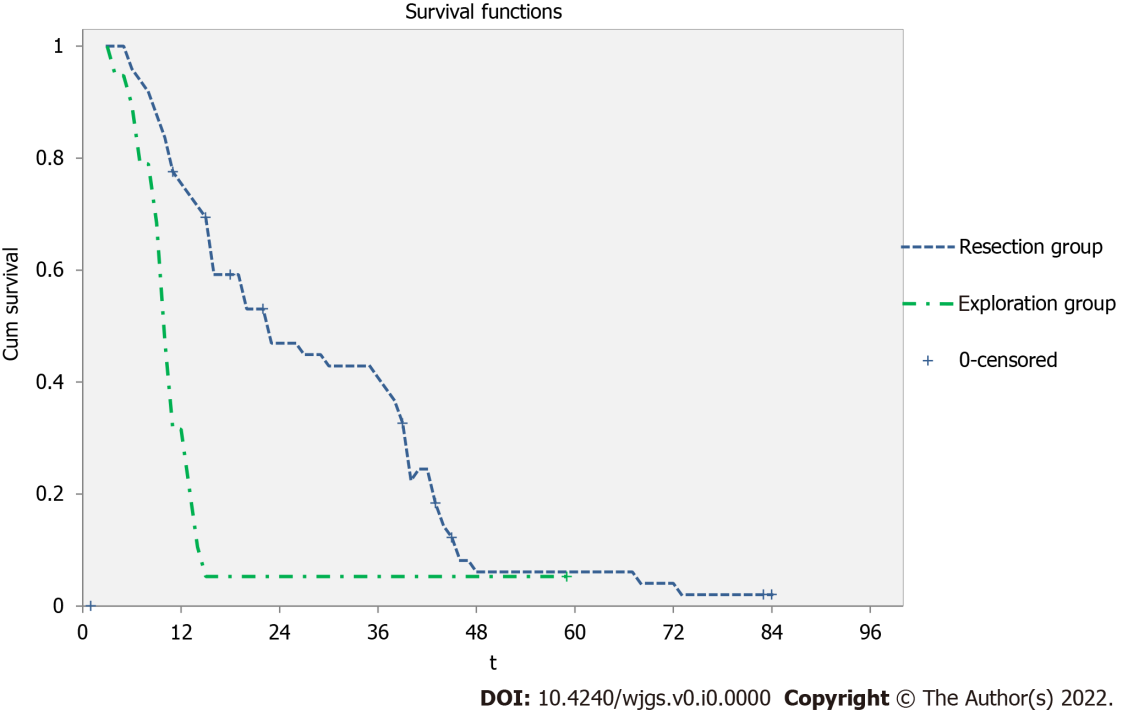 Survival functions
Cum survival
1
0.8
0.6
0.4
0.2
0
0 12 24 36 48 60 72 84 96
t
Resection group
Exploration group
0-censored
DOI: 10.4240/wjgs.v0.i0.0000 Copyright © The Author(s) 2022.